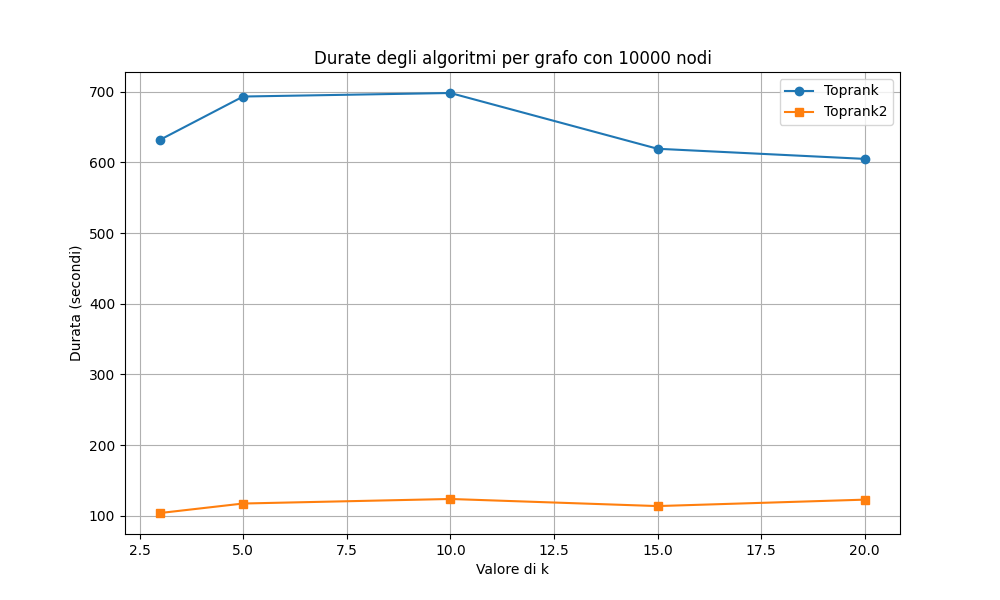 Durate degli algoritmi per grafo con 10000 nodi
Toprank
Toprank2
700
600
500
400
300
200
100
Durata (secondi)
2.5 5.0 7.5 10.0 12.5 15.0 17.5 20.0
Valore di k